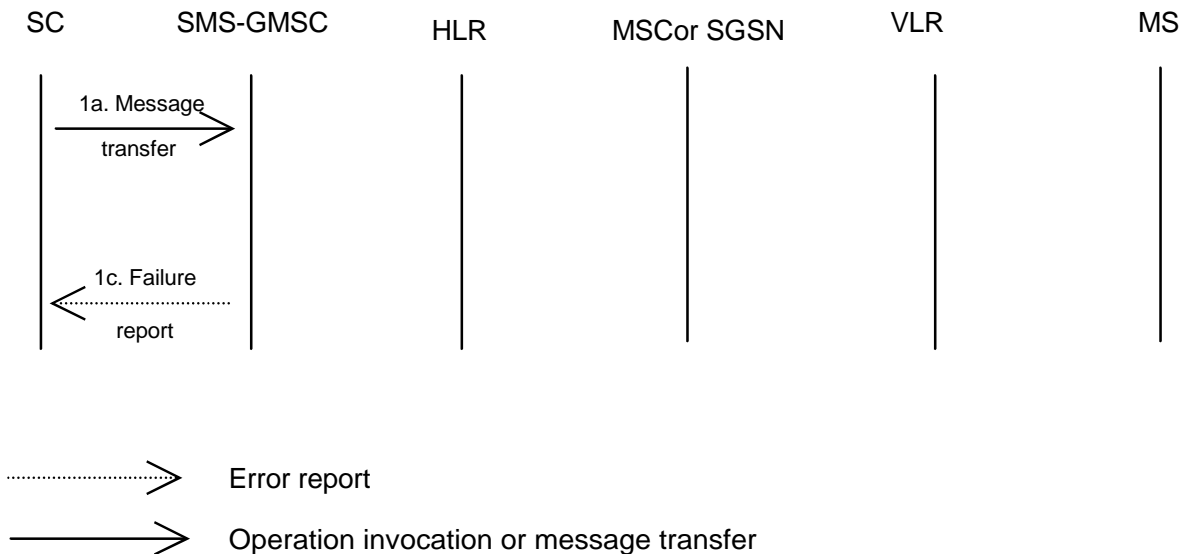 SC
SMS-GMSC
HLR
MSCor SGSN
VLR
MS
1a. Message
transfer
1c. Failure
report
Error report
Operation invocation or message transfer